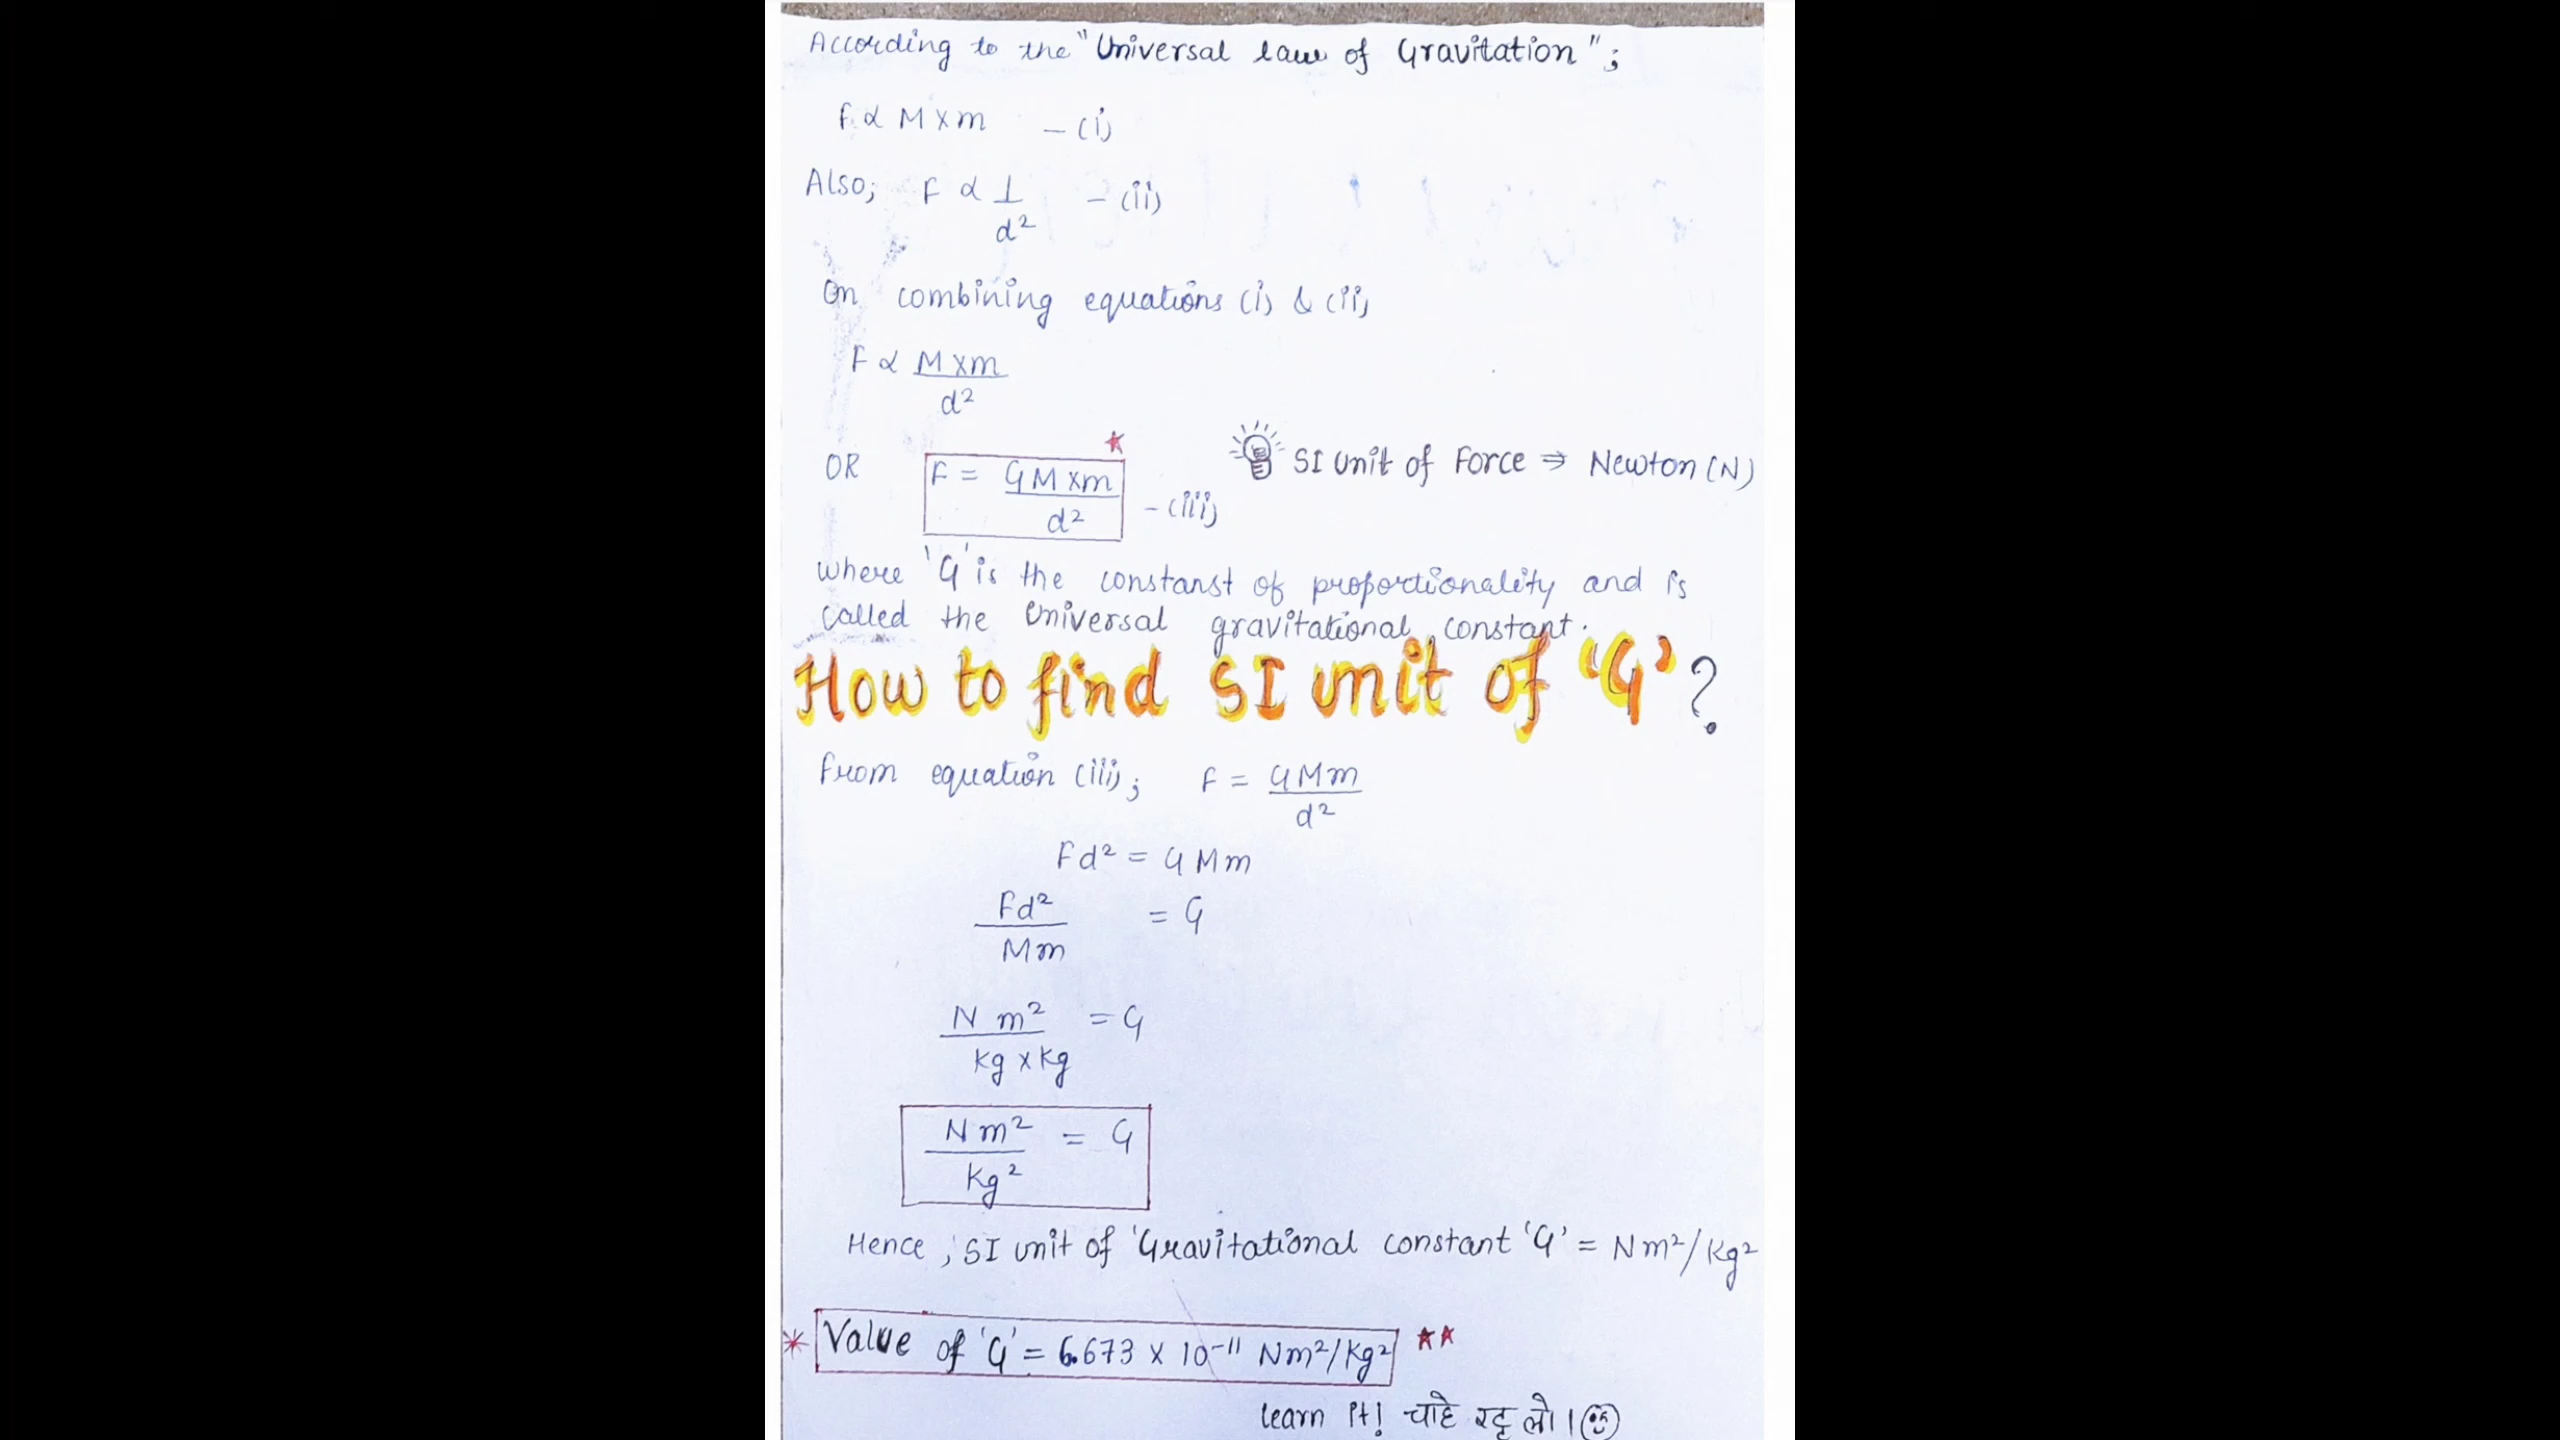 According to the "Universal law of Gravitation";
F ∝ M×m – (i)
Also; F ∝ 1/d² – (ii)
On combining equations (i) & (ii)
F ∝ M×m/d²
OR F = GM×m/d² – (iii)
SI unit of Force ⇒ Newton (N)
where 'G' is the constanst of proportionality and is
called the Universal gravitational constant.
How to find SI unit of 'G'?
From equation (iii); F = GMm/d²
Fd² = GMm
Fd²/Mm = G
N m²/kg × kg = G
N m²/kg² = G
Hence, SI unit of 'Gravitational constant 'G' = Nm²/kg²
* Value of 'G' = 6.673 × 10⁻¹¹ Nm²/kg² ★★
learn it! चाहे रट्ट लो।